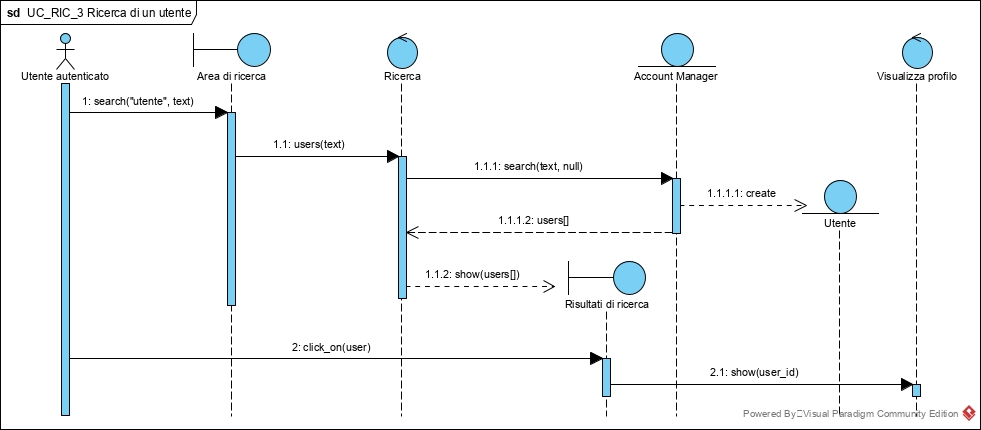 sd UC_RIC_3 Ricerca di un utente
Utente autenticato
Area di ricerca
Ricerca
Account Manager
Visualizza profilo
1: search("utente", text)
1.1: users(text)
1.1.1: search(text, null)
1.1.1.1: create
Utente
1.1.1.2: users[]
1.1.2: show(users[])
Risultati di ricerca
2: click_on(user)
2.1: show(user_id)
Powered By Visual Paradigm Community Edition